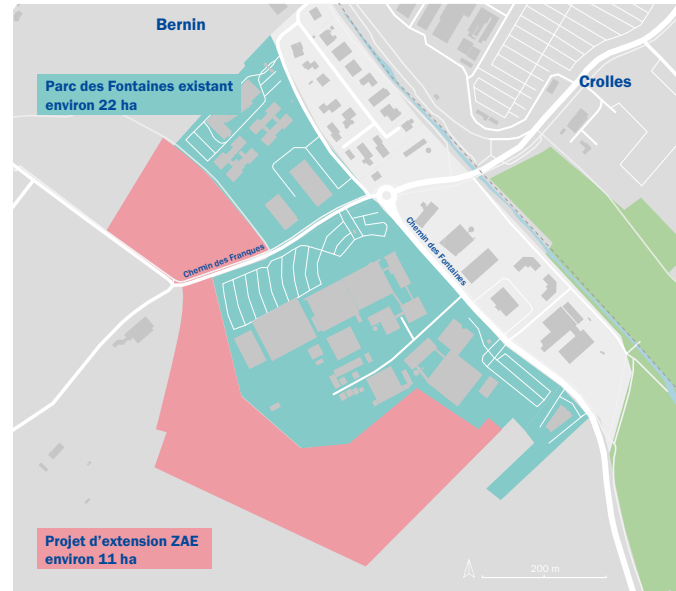 Bernin
Parc des Fontaines existant
environ 22 ha
Crolles
Chemin des Franques
Chemin des Fontaines
Projet d'extension ZAE
environ 11 ha
200 m